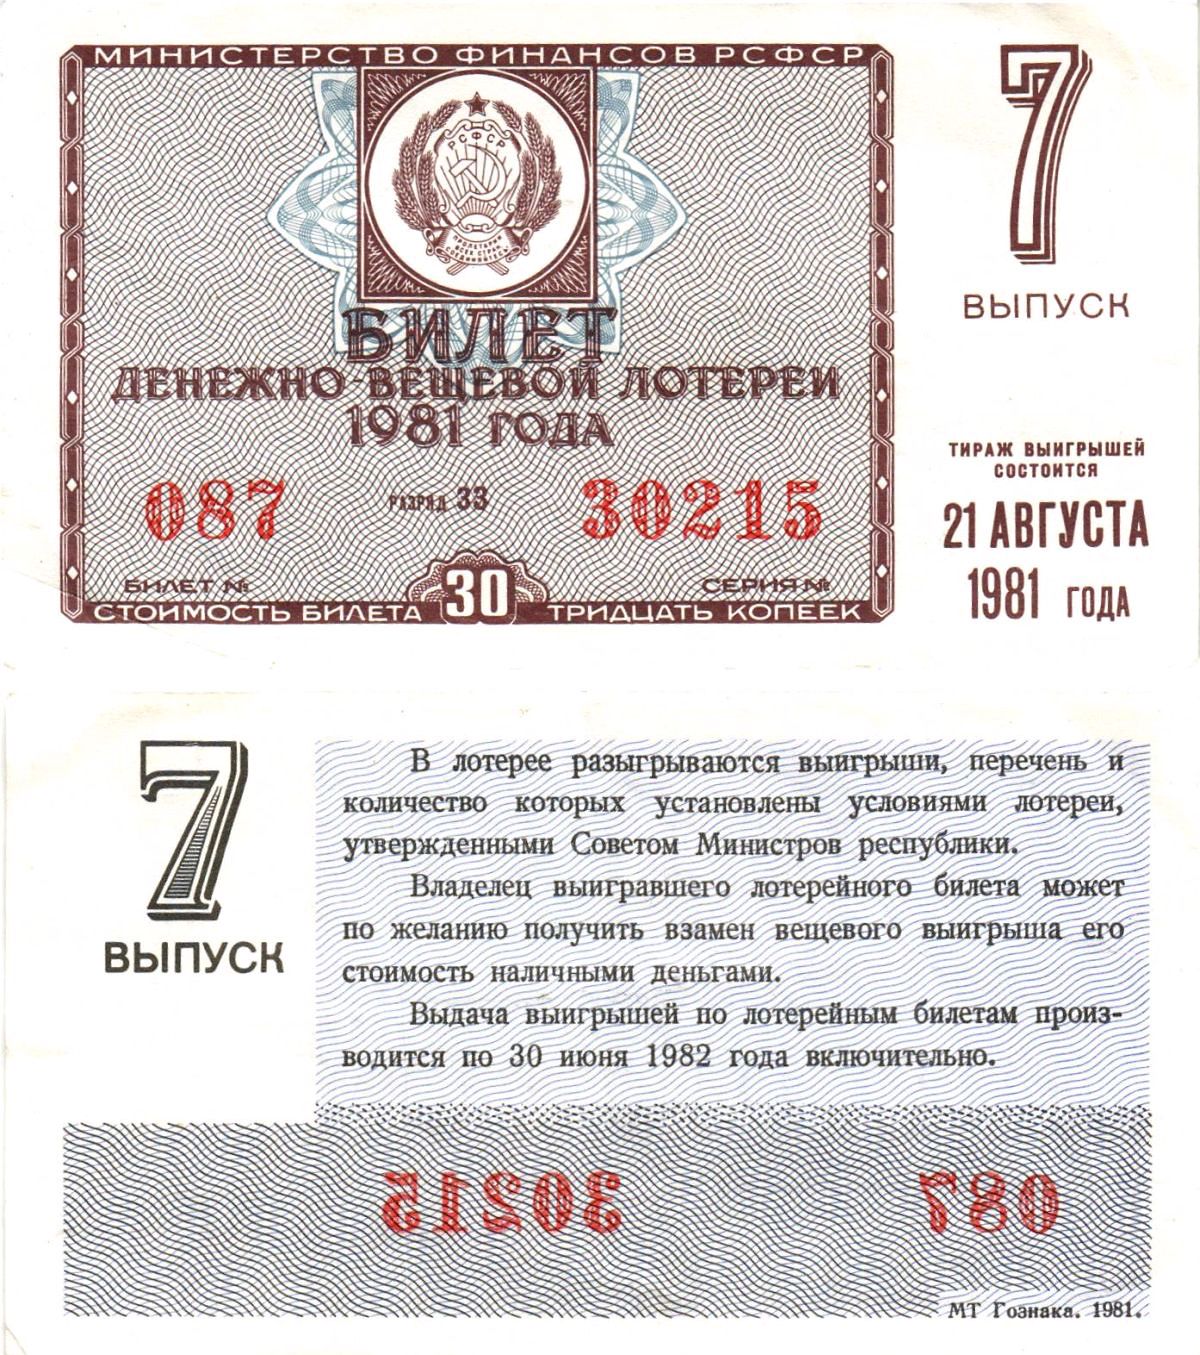 МИНИСТЕРСТВО ФИНАНСОВ РСФСР
РСФСР
ПРОЛЕТАРИИ
ВСЕХ СТРАН,
СОЕДИНЯЙТЕСЬ!
БИЛЕТ
ДЕНЕЖНО-ВЕЩЕВОЙ ЛОТЕРЕИ
1981 ГОДА
087 РАЗРЯД 33 30215
БИЛЕТ № СЕРИЯ №
СТОИМОСТЬ БИЛЕТА 30 ТРИДЦАТЬ КОПЕЕК
7
ВЫПУСК
ТИРАЖ ВЫИГРЫШЕЙ
СОСТОИТСЯ
21 АВГУСТА
1981 ГОДА
7
ВЫПУСК
В лотерее разыгрываются выигрыши, перечень и
количество которых установлены условиями лотереи,
утвержденными Советом Министров республики.
Владелец выигравшего лотерейного билета может
по желанию получить взамен вещевого выигрыша его
стоимость наличными деньгами.
Выдача выигрышей по лотерейным билетам произ-
водится по 30 июня 1982 года включительно.
30215 087
МТ Гознака. 1981.